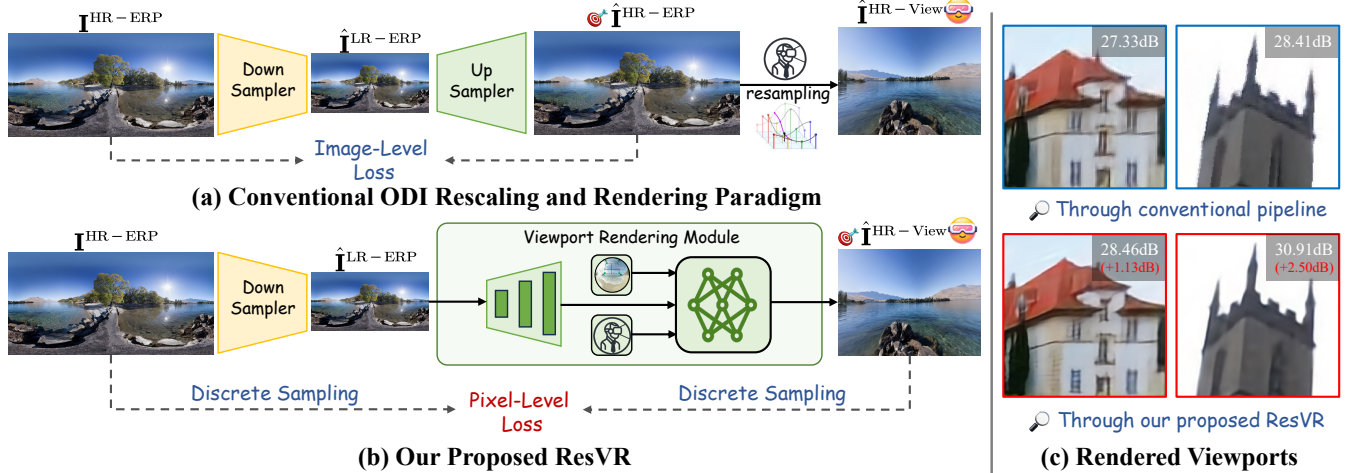 I^HR-ERP
Î^LR-ERP
Î^HR-ERP
Î^HR-View
Down
Sampler
Up
Sampler
resampling
Image-Level
Loss
(a) Conventional ODI Rescaling and Rendering Paradigm
I^HR-ERP
Î^LR-ERP
Viewport Rendering Module
Î^HR-View
Down
Sampler
Discrete Sampling
Pixel-Level
Loss
Discrete Sampling
(b) Our Proposed ResVR
27.33dB
28.41dB
Through conventional pipeline
28.46dB
(+1.13dB)
30.91dB
(+2.50dB)
Through our proposed ResVR
(c) Rendered Viewports